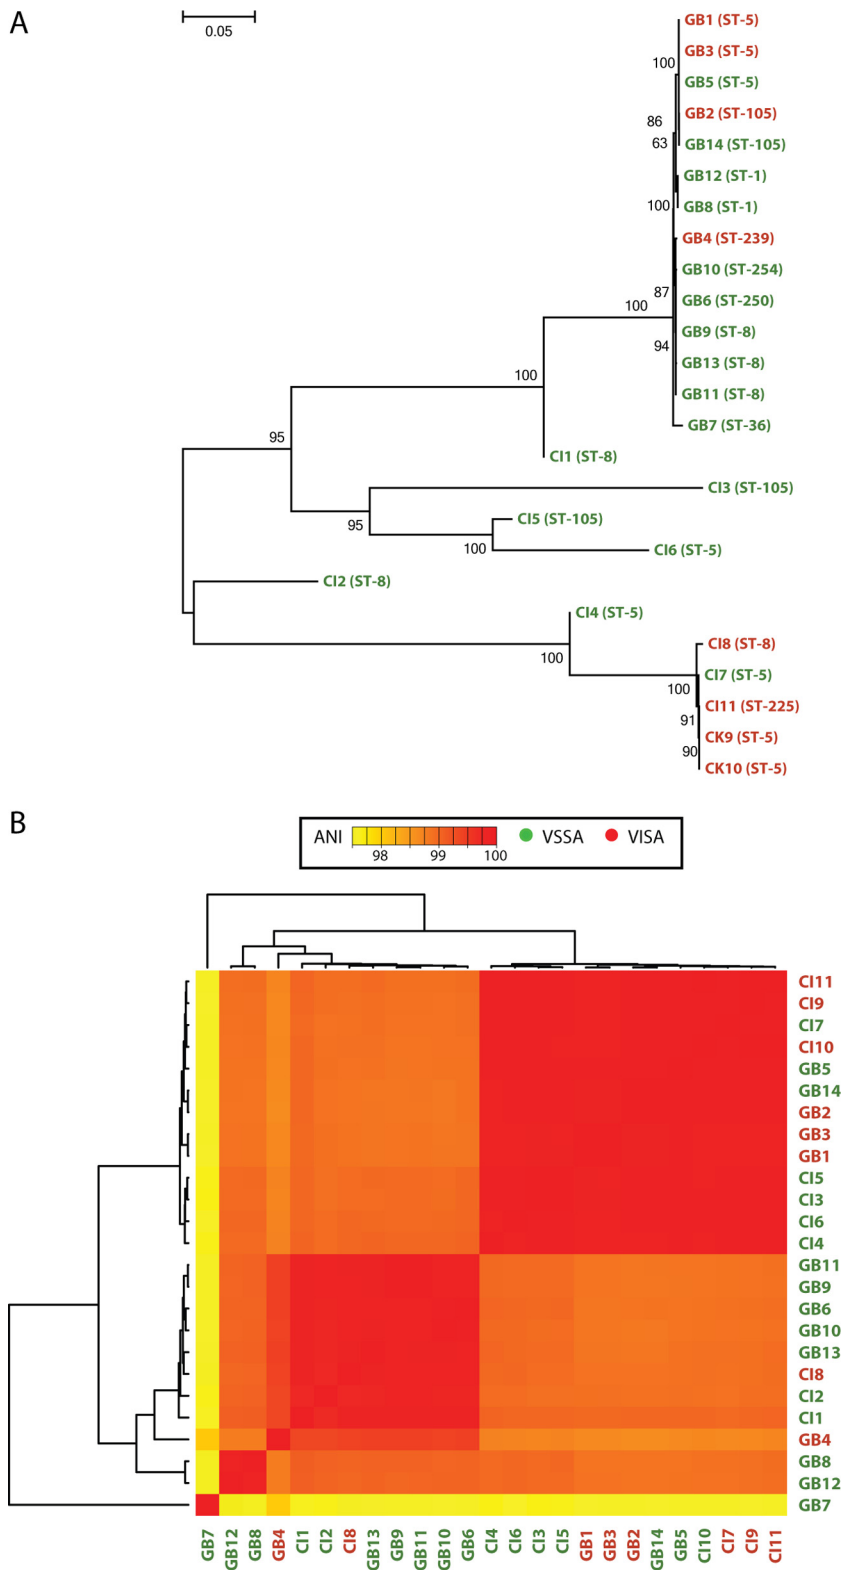 A
0.05
GB1 (ST-5)
GB3 (ST-5)
100
GB5 (ST-5)
GB2 (ST-105)
86
63
GB14 (ST-105)
GB12 (ST-1)
100
GB8 (ST-1)
GB4 (ST-239)
GB10 (ST-254)
87
100
GB6 (ST-250)
GB9 (ST-8)
94
GB13 (ST-8)
100
GB11 (ST-8)
GB7 (ST-36)
95
CI1 (ST-8)
CI3 (ST-105)
95
CI5 (ST-105)
100
CI6 (ST-5)
CI2 (ST-8)
CI4 (ST-5)
100
CI8 (ST-8)
CI7 (ST-5)
100
CI11 (ST-225)
91
CK9 (ST-5)
90
CK10 (ST-5)
B
ANI
98 99 100
VSSA
VISA
CI11
CI9
CI7
CI10
GB5
GB14
GB2
GB3
GB1
CI5
CI3
CI6
CI4
GB11
GB9
GB6
GB10
GB13
CI8
CI2
CI1
GB4
GB8
GB12
GB7
GB7 GB12 GB8 GB4 CI1 CI2 CI8 GB13 GB9 GB11 GB10 GB6 CI4 CI6 CI3 CI5 GB1 GB3 GB2 GB14 GB5 CI10 CI7 CI9 CI11